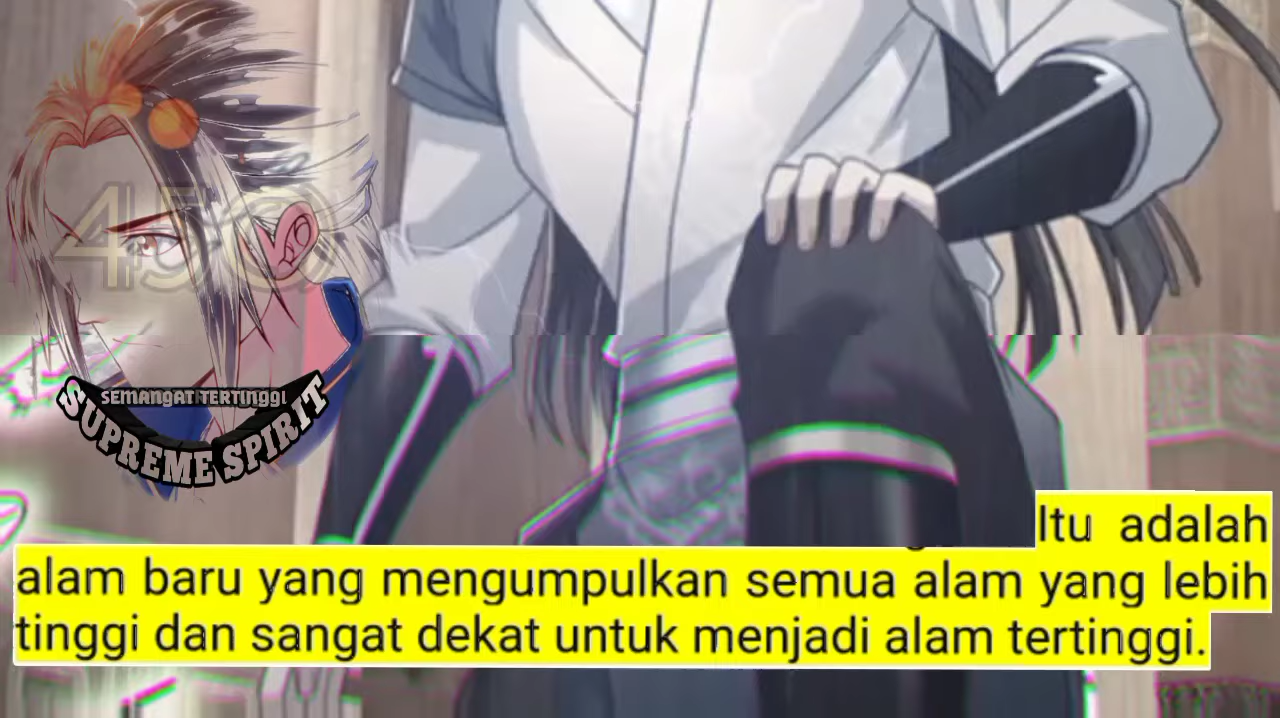 450
SEMANGAT TERTINGGI
SUPREME SPIRIT
Itu adalah
alam baru yang mengumpulkan semua alam yang lebih
tinggi dan sangat dekat untuk menjadi alam tertinggi.